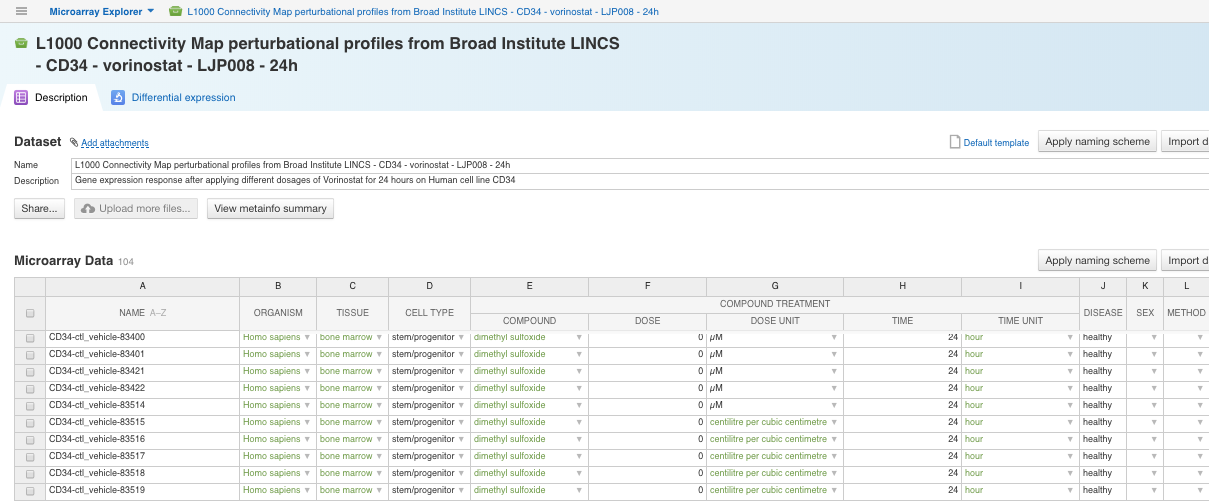 Microarray Explorer L1000 Connectivity Map perturbational profiles from Broad Institute LINCS - CD34 - vorinostat - LJP008 - 24h
L1000 Connectivity Map perturbational profiles from Broad Institute LINCS
- CD34 - vorinostat - LJP008 - 24h
Description Differential expression
Dataset Add attachments Default template Apply naming scheme Import d
Name L1000 Connectivity Map perturbational profiles from Broad Institute LINCS - CD34 - vorinostat - LJP008 - 24h
Description Gene expression response after applying different dosages of Vorinostat for 24 hours on Human cell line CD34
Share... Upload more files... View metainfo summary
Microarray Data 104 Apply naming scheme Import d
A B C D E F G H I J K L
COMPOUND TREATMENT
NAME A–Z ORGANISM TISSUE CELL TYPE DISEASE SEX METHOD
COMPOUND DOSE DOSE UNIT TIME TIME UNIT
CD34-ctl_vehicle-83400 Homo sapiens bone marrow stem/progenitor dimethyl sulfoxide 0 µM 24 hour healthy
CD34-ctl_vehicle-83401 Homo sapiens bone marrow stem/progenitor dimethyl sulfoxide 0 µM 24 hour healthy
CD34-ctl_vehicle-83421 Homo sapiens bone marrow stem/progenitor dimethyl sulfoxide 0 µM 24 hour healthy
CD34-ctl_vehicle-83422 Homo sapiens bone marrow stem/progenitor dimethyl sulfoxide 0 µM 24 hour healthy
CD34-ctl_vehicle-83514 Homo sapiens bone marrow stem/progenitor dimethyl sulfoxide 0 µM 24 hour healthy
CD34-ctl_vehicle-83515 Homo sapiens bone marrow stem/progenitor dimethyl sulfoxide 0 centilitre per cubic centimetre 24 hour healthy
CD34-ctl_vehicle-83516 Homo sapiens bone marrow stem/progenitor dimethyl sulfoxide 0 centilitre per cubic centimetre 24 hour healthy
CD34-ctl_vehicle-83517 Homo sapiens bone marrow stem/progenitor dimethyl sulfoxide 0 centilitre per cubic centimetre 24 hour healthy
CD34-ctl_vehicle-83518 Homo sapiens bone marrow stem/progenitor dimethyl sulfoxide 0 centilitre per cubic centimetre 24 hour healthy
CD34-ctl_vehicle-83519 Homo sapiens bone marrow stem/progenitor dimethyl sulfoxide 0 centilitre per cubic centimetre 24 hour healthy